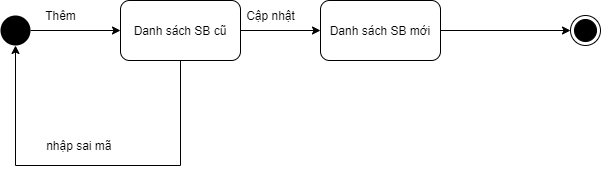 Thêm
Danh sách SB cũ
Cập nhật
Danh sách SB mới
nhập sai mã